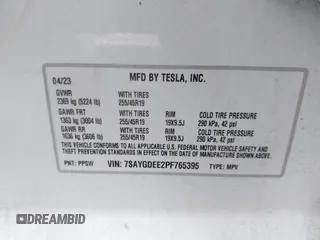 MFD BY TESLA, INC.
04/23
GVWR
2369 kg (5224 lb)
WITH TIRES
255/45R19
GAWR FRT
1363 kg (3004 lb)
WITH TIRES
255/45R19
RIM
19X9.5J
COLD TIRE PRESSURE
290 kPa, 42 psi
GAWR RR
1636 kg (3606 lb)
WITH TIRES
255/45R19
RIM
19X9.5J
COLD TIRE PRESSURE
290 kPa, 42 psi
THIS VEHICLE CONFORMS TO ALL APPLICABLE U.S. FEDERAL MOTOR VEHICLE
SAFETY AND THEFT PREVENTION STANDARDS IN EFFECT ON THE DATE OF
MANUFACTURE SHOWN ABOVE.
PNT: PPSW
VIN: 7SAYGDEE2PF765395
TYPE: MPV
DREAMBID